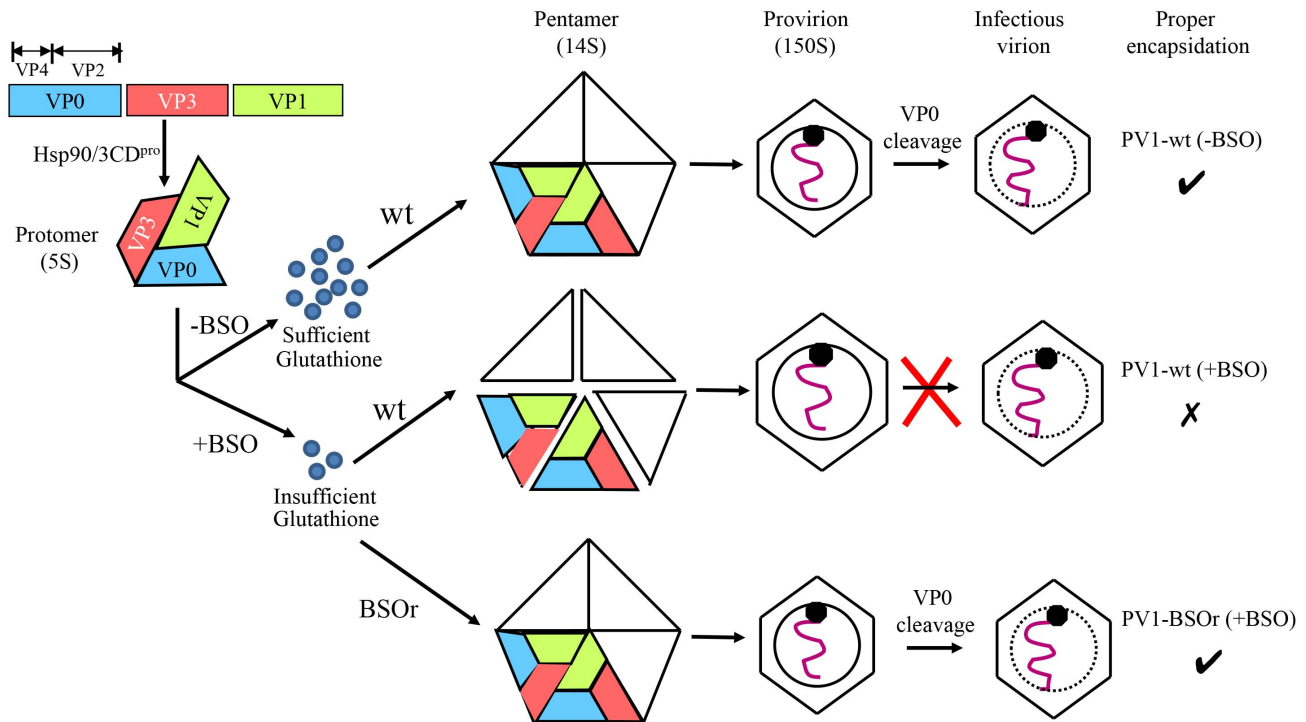 Pentamer
(14S)
Provirion
(150S)
Infectious
virion
Proper
encapsidation
VP4
VP2
VP0
VP3
VP1
Hsp90/3CDpro
Protomer
(5S)
VP3
VP1
VP0
-BSO
+BSO
Sufficient
Glutathione
Insufficient
Glutathione
wt
VP0
cleavage
PV1-wt (-BSO)
✔
wt
PV1-wt (+BSO)
✗
BSOr
VP0
cleavage
PV1-BSOr (+BSO)
✔